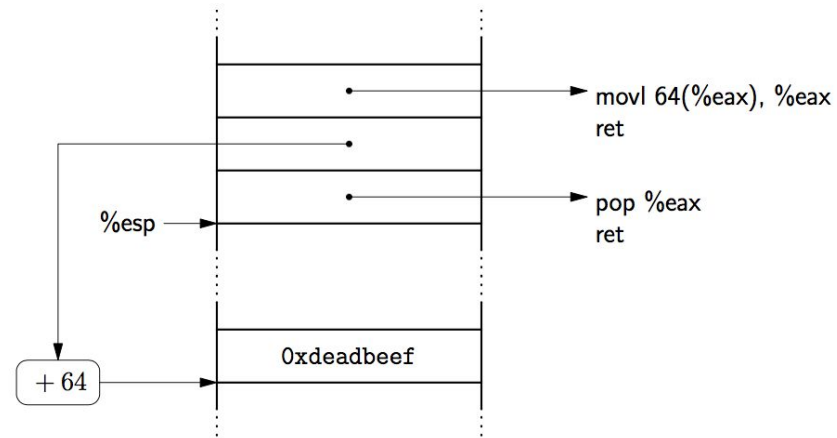 movl 64(%eax), %eax
ret
%esp
pop %eax
ret
0xdeadbeef
+ 64